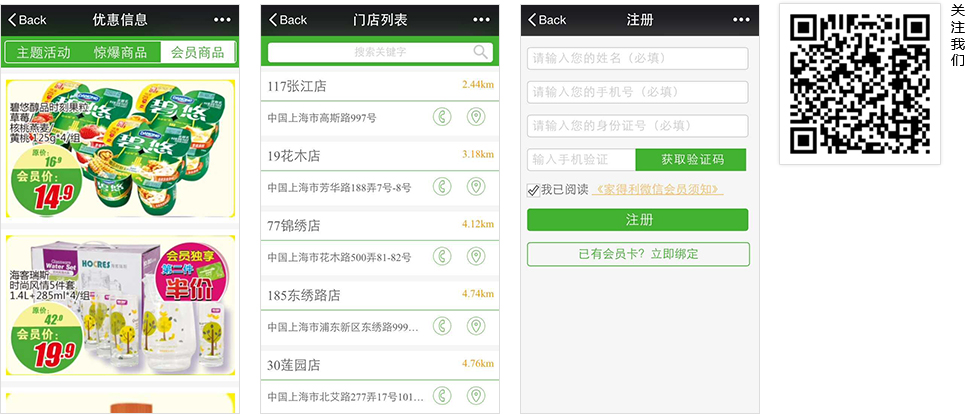 Back 优惠信息
主题活动 惊爆商品 会员商品
碧悠醇品时刻果粒/
草莓/
核桃燕麦/
黄桃 125g*4/组
DANONE
碧悠
原价:
16.9
会员价:
14.9
HOCRES
Water Set
海客瑞斯
时尚风情5件套
1.4L+285ml*4/组
会员独享
第二件
半价
原价:
42.9
会员价:
19.9
Back 门店列表
搜索关键字
117张江店 2.44km
中国上海市高斯路997号
19花木店 3.18km
中国上海市芳华路188弄7号-8号
77锦绣店 4.12km
中国上海市花木路500弄81-82号
185东绣路店 4.74km
中国上海市浦东新区东绣路999...
30莲园店 4.76km
中国上海市北艾路277弄17号101...
Back 注册
请输入您的姓名（必填）
请输入您的手机号（必填）
请输入您的身份证号（必填）
输入手机验证 获取验证码
我已阅读 《家得利微信会员须知》
注册
已有会员卡？立即绑定
关
注
我
们